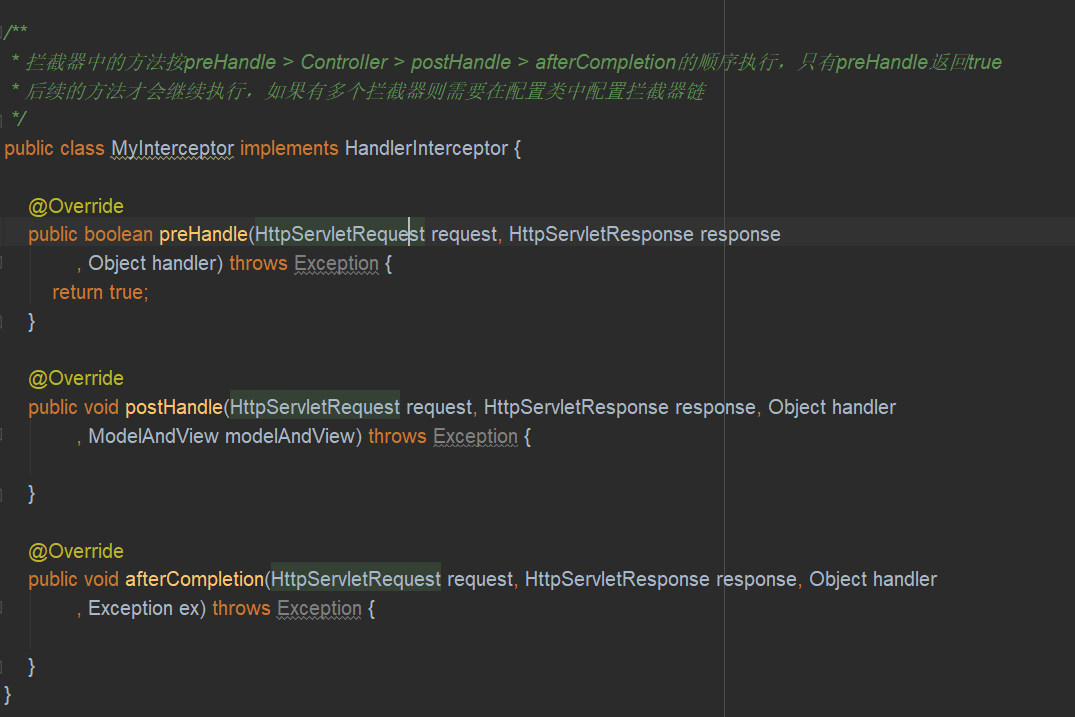 /**
 * 拦截器中的方法按preHandle > Controller > postHandle > afterCompletion的顺序执行，只有preHandle返回true
 * 后续的方法才会继续执行，如果有多个拦截器则需要在配置类中配置拦截器链
 */
public class MyInterceptor implements HandlerInterceptor {
    @Override
    public boolean preHandle(HttpServletRequest request, HttpServletResponse response
            , Object handler) throws Exception {
        return true;
    }
    @Override
    public void postHandle(HttpServletRequest request, HttpServletResponse response, Object handler
            , ModelAndView modelAndView) throws Exception {
    }
    @Override
    public void afterCompletion(HttpServletRequest request, HttpServletResponse response, Object handler
            , Exception ex) throws Exception {
    }
}